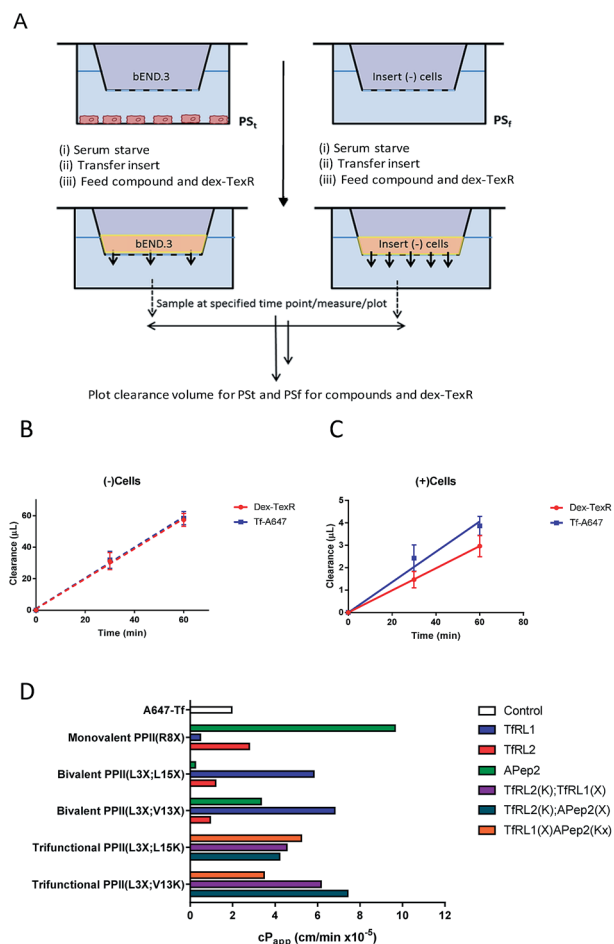 A
bEND.3
Insert (-) cells
PSt
PSf
(i) Serum starve
(ii) Transfer insert
(iii) Feed compound and dex-TexR
(i) Serum starve
(ii) Transfer insert
(iii) Feed compound and dex-TexR
bEND.3
Insert (-) cells
Sample at specified time point/measure/plot
Plot clearance volume for PSt and PSf for compounds and dex-TexR
B
(-)Cells
Clearance (µL)
60
40
20
0
0
20
40
60
80
Time (min)
Dex-TexR
Tf-A647
C
(+)Cells
Clearance (µL)
5
4
3
2
1
0
0
20
40
60
80
Time (min)
Dex-TexR
Tf-A647
D
A647-Tf
Monovalent PPII(R8X)
Bivalent PPII(L3X;L15X)
Bivalent PPII(L3X;V13X)
Trifunctional PPII(L3X;L15K)
Trifunctional PPII(L3X;V13K)
0
2
4
6
8
10
12
cPapp (cm/min x10-5)
Control
TfRL1
TfRL2
APep2
TfRL2(K);TfRL1(X)
TfRL2(K);APep2(X)
TfRL1(X)APep2(Kx)